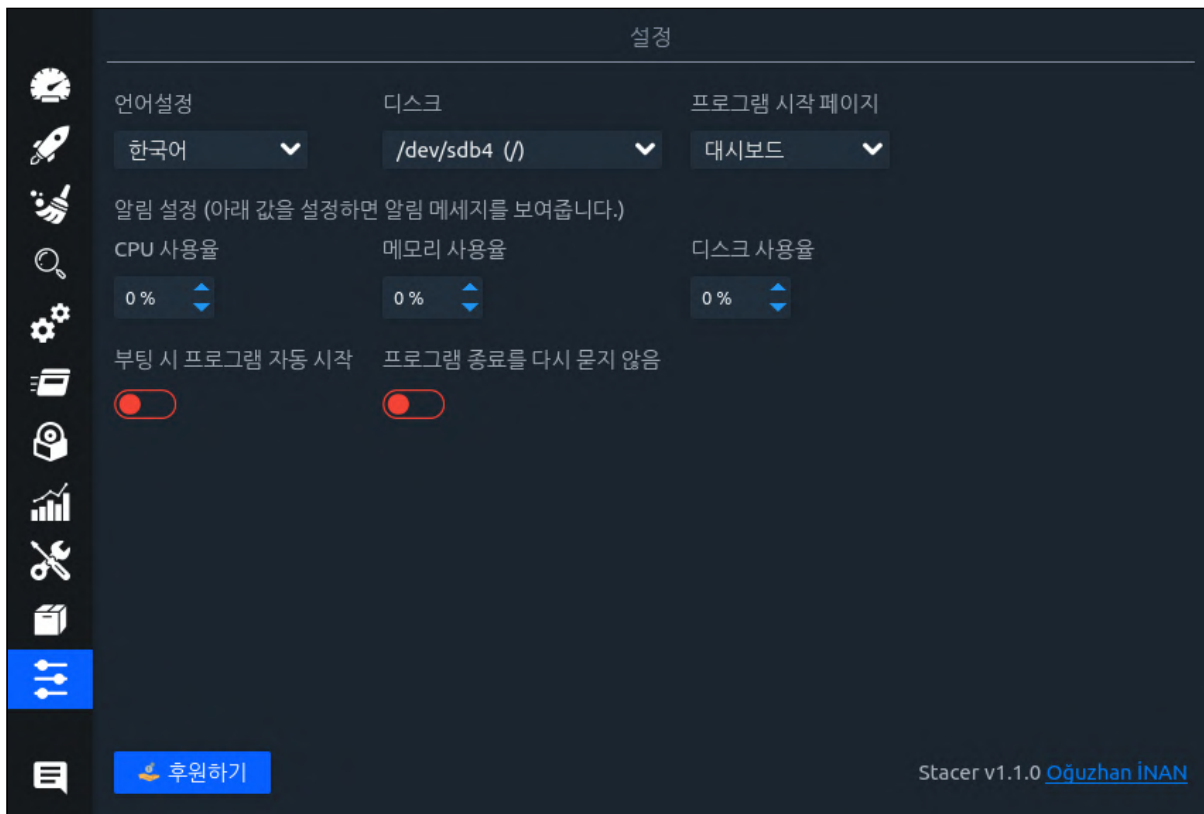 설정
언어설정 디스크 프로그램 시작 페이지
한국어 /dev/sdb4 (/) 대시보드
알림 설정 (아래 값을 설정하면 알림 메세지를 보여줍니다.)
CPU 사용율 메모리 사용율 디스크 사용율
0 % 0 % 0 %
부팅 시 프로그램 자동 시작 프로그램 종료를 다시 묻지 않음
후원하기 Stacer v1.1.0 Oğuzhan İNAN